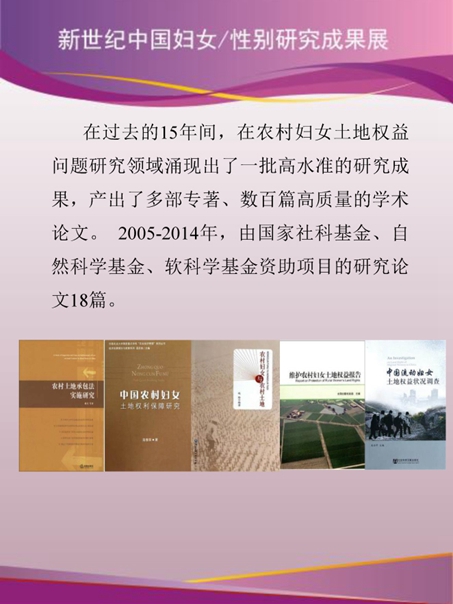 新世纪中国妇女/性别研究成果展
在过去的15年间，在农村妇女土地权益
问题研究领域涌现出了一批高水准的研究成
果，产出了多部专著、数百篇高质量的学术
论文。 2005-2014年，由国家社科基金、自
然科学基金、软科学基金资助项目的研究论
文18篇。
农村土地承包法
实施研究
中国农村妇女
土地权利保障研究
农村妇女
与
农村土地
维护农村妇女土地权益报告
中国流动妇女
土地权益状况调查